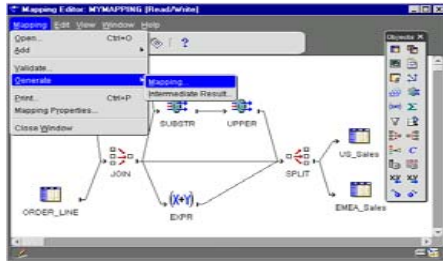 Mapping Editor: MYMAPPING [Read/Write]
Mapping Edit View Window Help
Open... Ctrl+O
Add
Validate...
Generate
Mapping...
Intermediate Result...
Print... Ctrl+P
Mapping Properties...
Close Window
Objects
SUBSTR
UPPER
JOIN
SPLIT
US_Sales
ORDER_LINE
(X+Y)
EXPR
EMEA_Sales